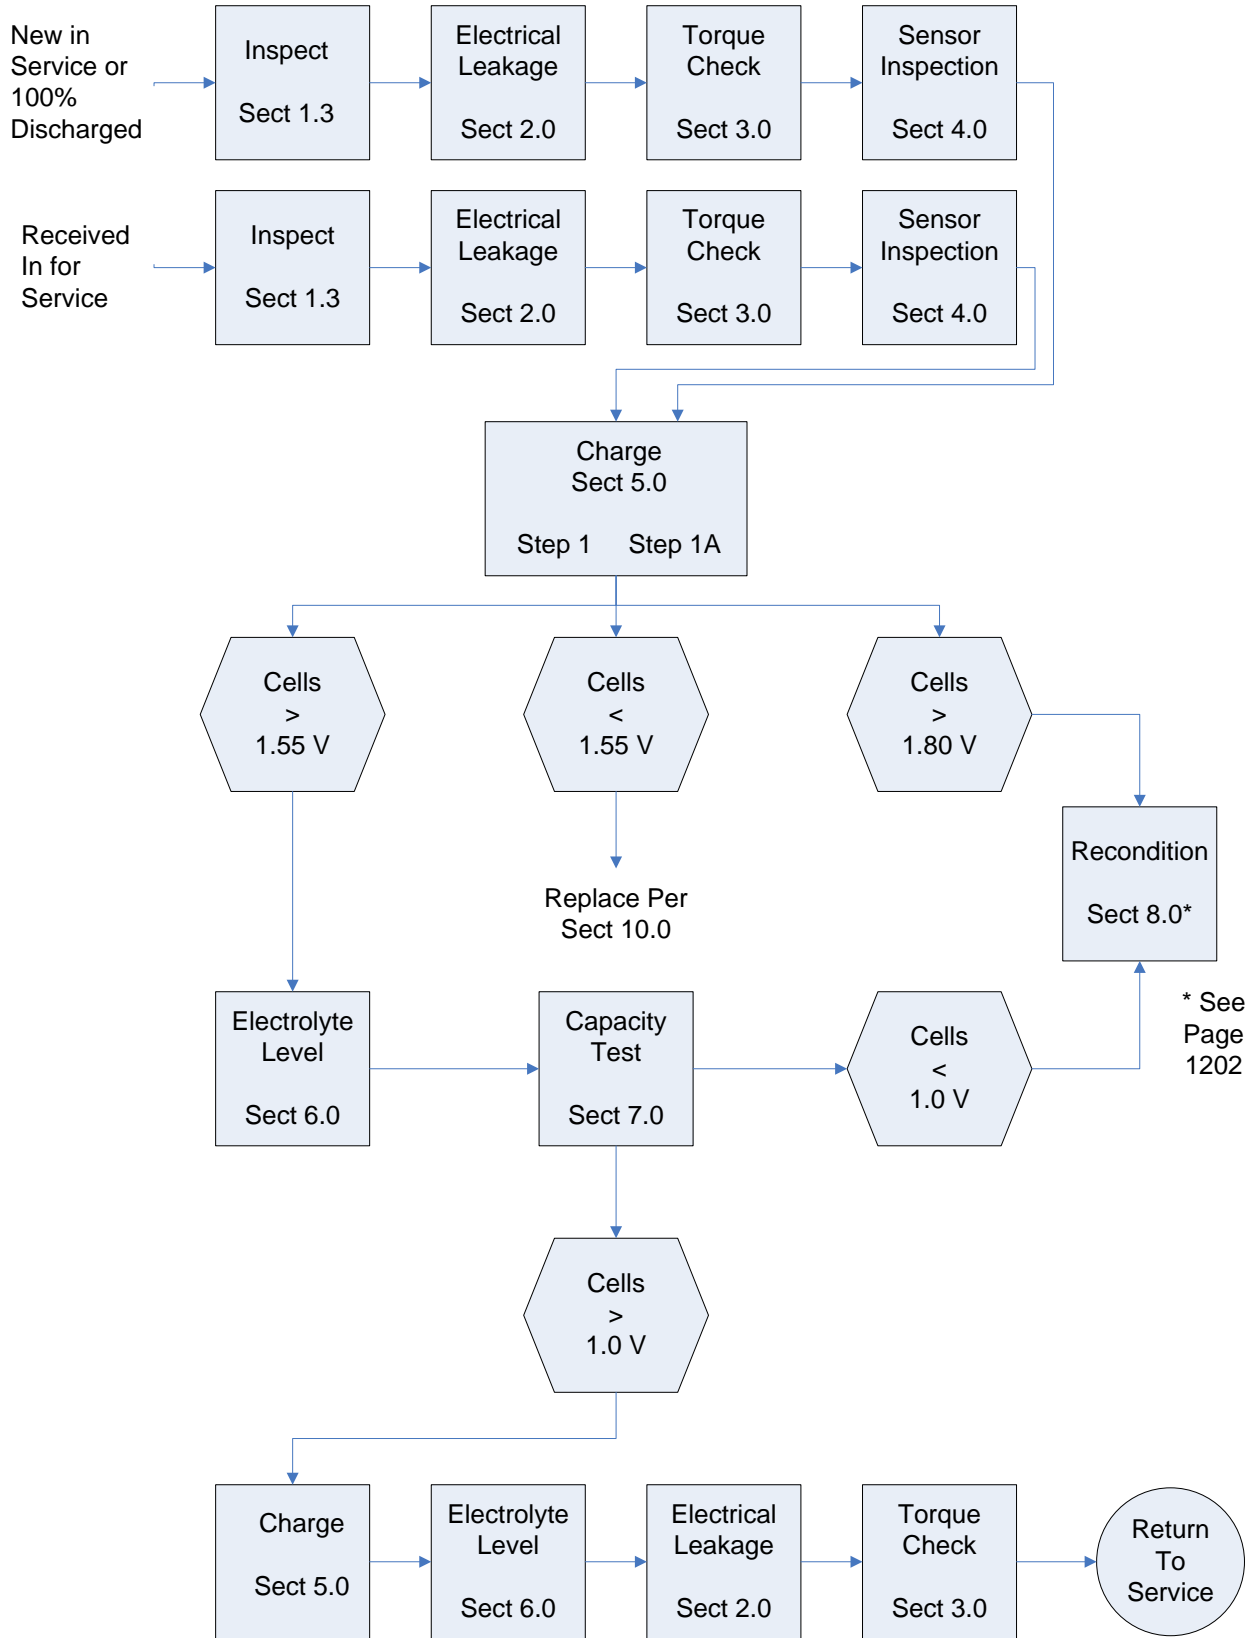 New in
Service or
100%
Discharged
Inspect
Sect 1.3
Electrical
Leakage
Sect 2.0
Torque
Check
Sect 3.0
Sensor
Inspection
Sect 4.0
Received
In for
Service
Inspect
Sect 1.3
Electrical
Leakage
Sect 2.0
Torque
Check
Sect 3.0
Sensor
Inspection
Sect 4.0
Charge
Sect 5.0
Step 1 Step 1A
Cells
>
1.55 V
Cells
<
1.55 V
Cells
>
1.80 V
Replace Per
Sect 10.0
Recondition
Sect 8.0*
* See
Page
1202
Electrolyte
Level
Sect 6.0
Capacity
Test
Sect 7.0
Cells
<
1.0 V
Cells
>
1.0 V
Charge
Sect 5.0
Electrolyte
Level
Sect 6.0
Electrical
Leakage
Sect 2.0
Torque
Check
Sect 3.0
Return
To
Service